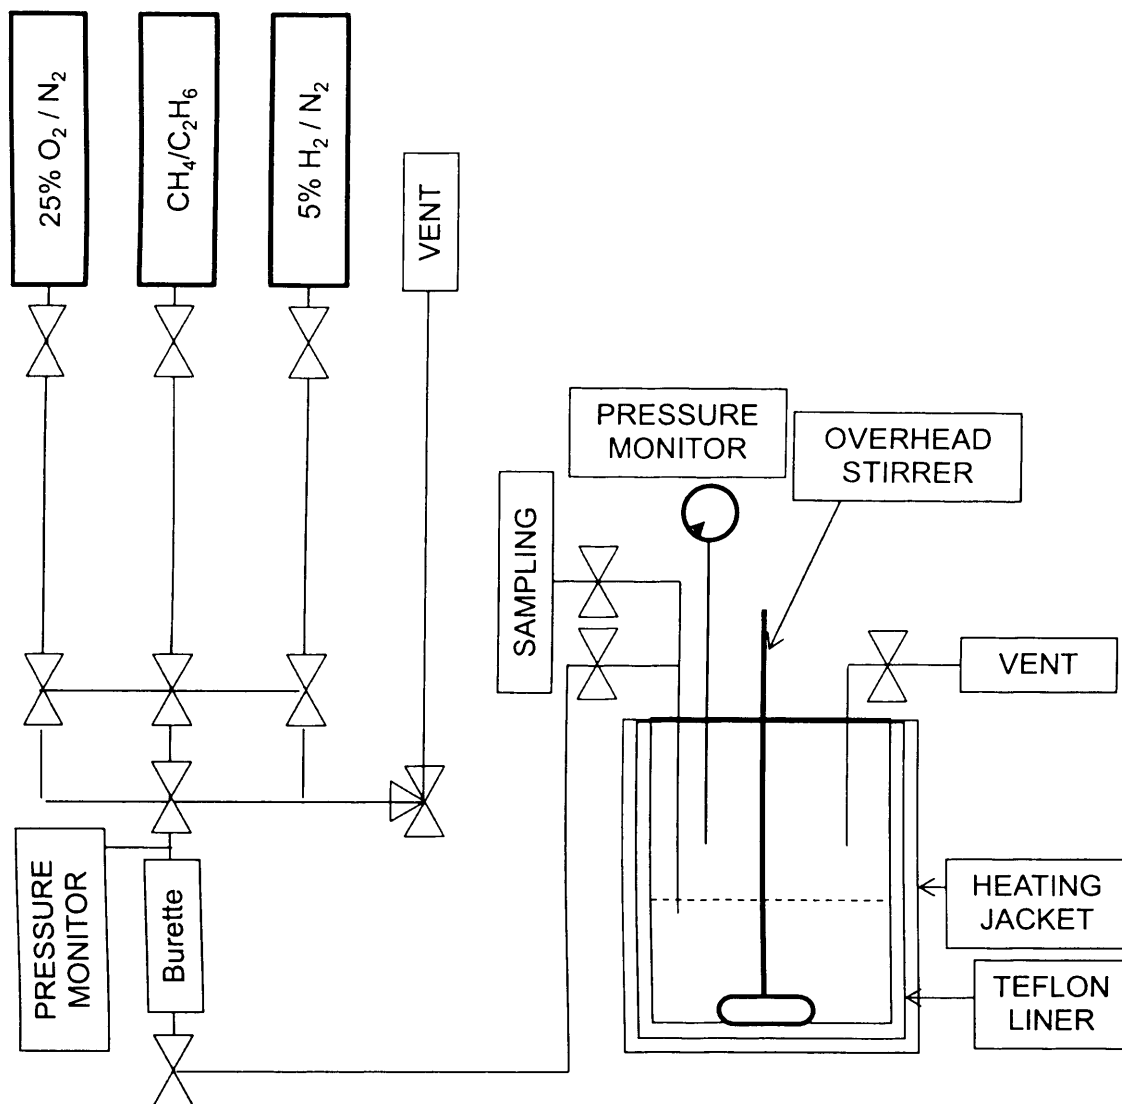 25% O₂ / N₂
CH₄/C₂H₆
5% H₂ / N₂
VENT
PRESSURE
MONITOR
OVERHEAD
STIRRER
SAMPLING
VENT
PRESSURE
MONITOR
Burette
HEATING
JACKET
TEFLON
LINER